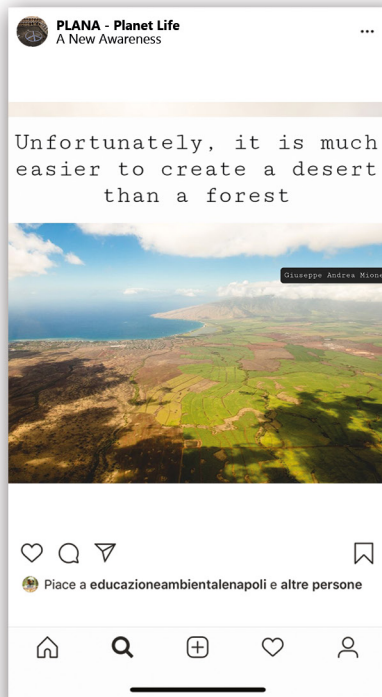 PLANA - Planet Life
A New Awareness
Unfortunately, it is much
easier to create a desert
than a forest
Giuseppe Andrea Mione
Piace a educazioneambientalenapoli e altre persone